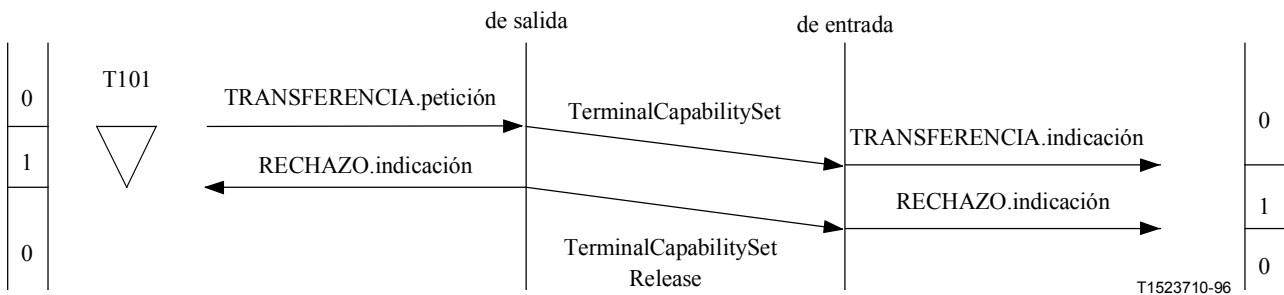 de salida
de entrada
T101
0
TRANSFERENCIA.petición
TerminalCapabilitySet
0
TRANSFERENCIA.indicación
1
RECHAZO.indicación
RECHAZO.indicación
1
0
TerminalCapabilitySet
Release
0
T1523710-96